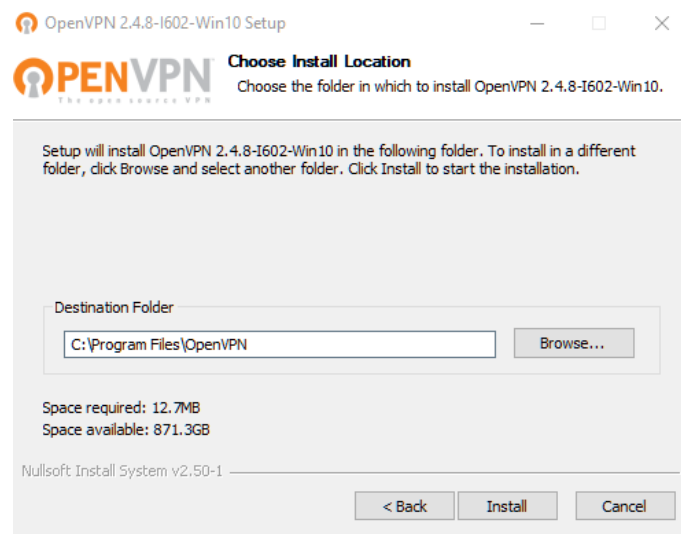 OpenVPN 2.4.8-I602-Win10 Setup
OPENVPN
The open source VPN
Choose Install Location
Choose the folder in which to install OpenVPN 2.4.8-I602-Win10.
Setup will install OpenVPN 2.4.8-I602-Win10 in the following folder. To install in a different
folder, click Browse and select another folder. Click Install to start the installation.
Destination Folder
C:\Program Files\OpenVPN
Browse...
Space required: 12.7MB
Space available: 871.3GB
Nullsoft Install System v2.50-1
< Back
Install
Cancel